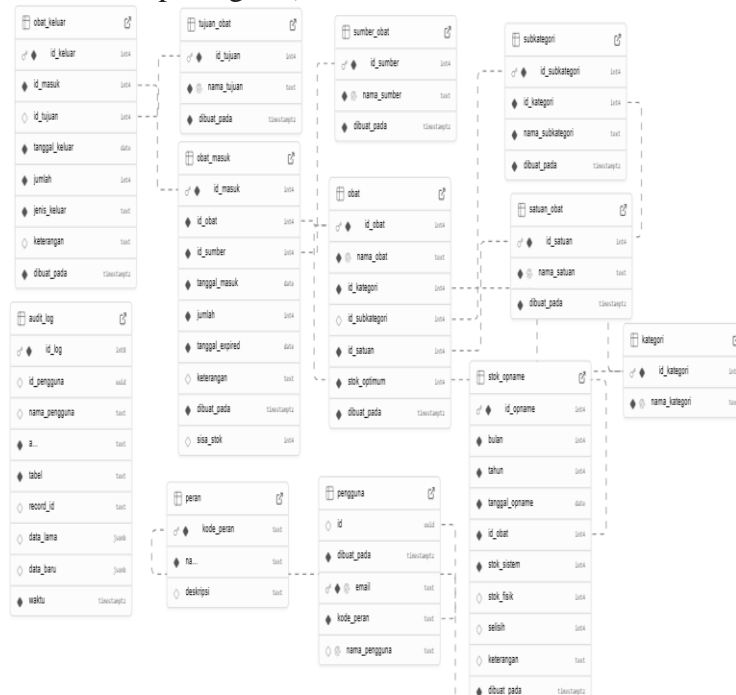 obat_keluar
id_keluar int4
id_masuk int4
id_tujuan int4
tanggal_keluar date
jumlah int4
jenis_keluar text
keterangan text
dibuat_pada timestamptz
tujuan_obat
id_tujuan int4
nama_tujuan text
dibuat_pada timestamptz
sumber_obat
id_sumber int4
nama_sumber text
dibuat_pada timestamptz
subkategori
id_subkategori int4
id_kategori int4
nama_subkategori text
dibuat_pada timestamptz
obat_masuk
id_masuk int4
id_obat int4
id_sumber int4
tanggal_masuk date
jumlah int4
tanggal_expired date
keterangan text
dibuat_pada timestamptz
sisa_stok int4
obat
id_obat int4
nama_obat text
id_kategori int4
id_subkategori int4
id_satuan int4
stok_optimum int4
dibuat_pada timestamptz
satuan_obat
id_satuan int4
nama_satuan text
dibuat_pada timestamptz
kategori
id_kategori
nama_kategori
audit_log
id_log int8
id_pengguna uuid
nama_pengguna text
a... text
tabel text
record_id text
data_lama jsonb
data_baru jsonb
waktu timestamptz
peran
kode_peran text
na... text
deskripsi text
pengguna
id uuid
dibuat_pada timestamptz
email text
kode_peran text
nama_pengguna text
stok_opname
id_opname int4
bulan int4
tahun int4
tanggal_opname date
id_obat int4
stok_sistem int4
stok_fisik int4
selisih int4
keterangan text
dibuat_pada timestamptz